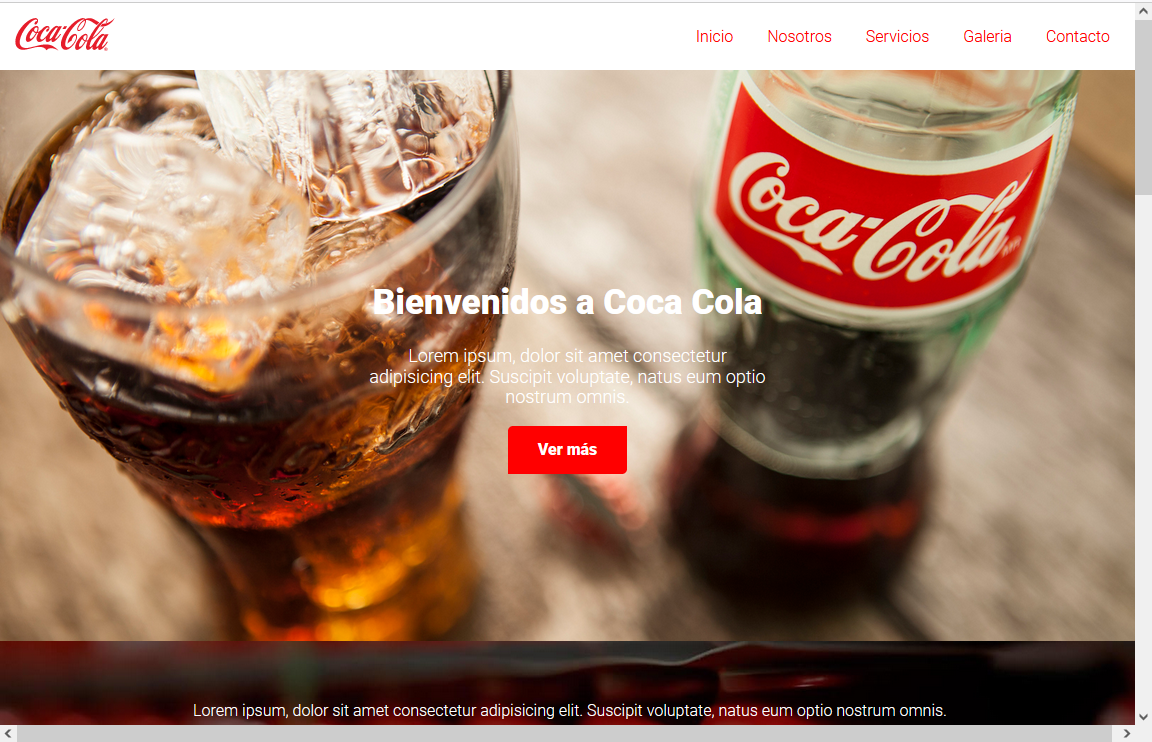 Coca-Cola
Inicio Nosotros Servicios Galeria Contacto
Coca-Cola
Bienvenidos a Coca Cola
Lorem ipsum, dolor sit amet consectetur
adipisicing elit. Suscipit voluptate, natus eum optio
nostrum omnis.
Ver más
Lorem ipsum, dolor sit amet consectetur adipisicing elit. Suscipit voluptate, natus eum optio nostrum omnis.